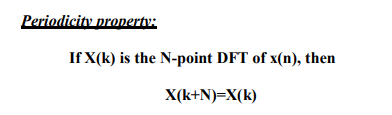 Periodicity property:
If X(k) is the N-point DFT of x(n), then
X(k+N)=X(k)